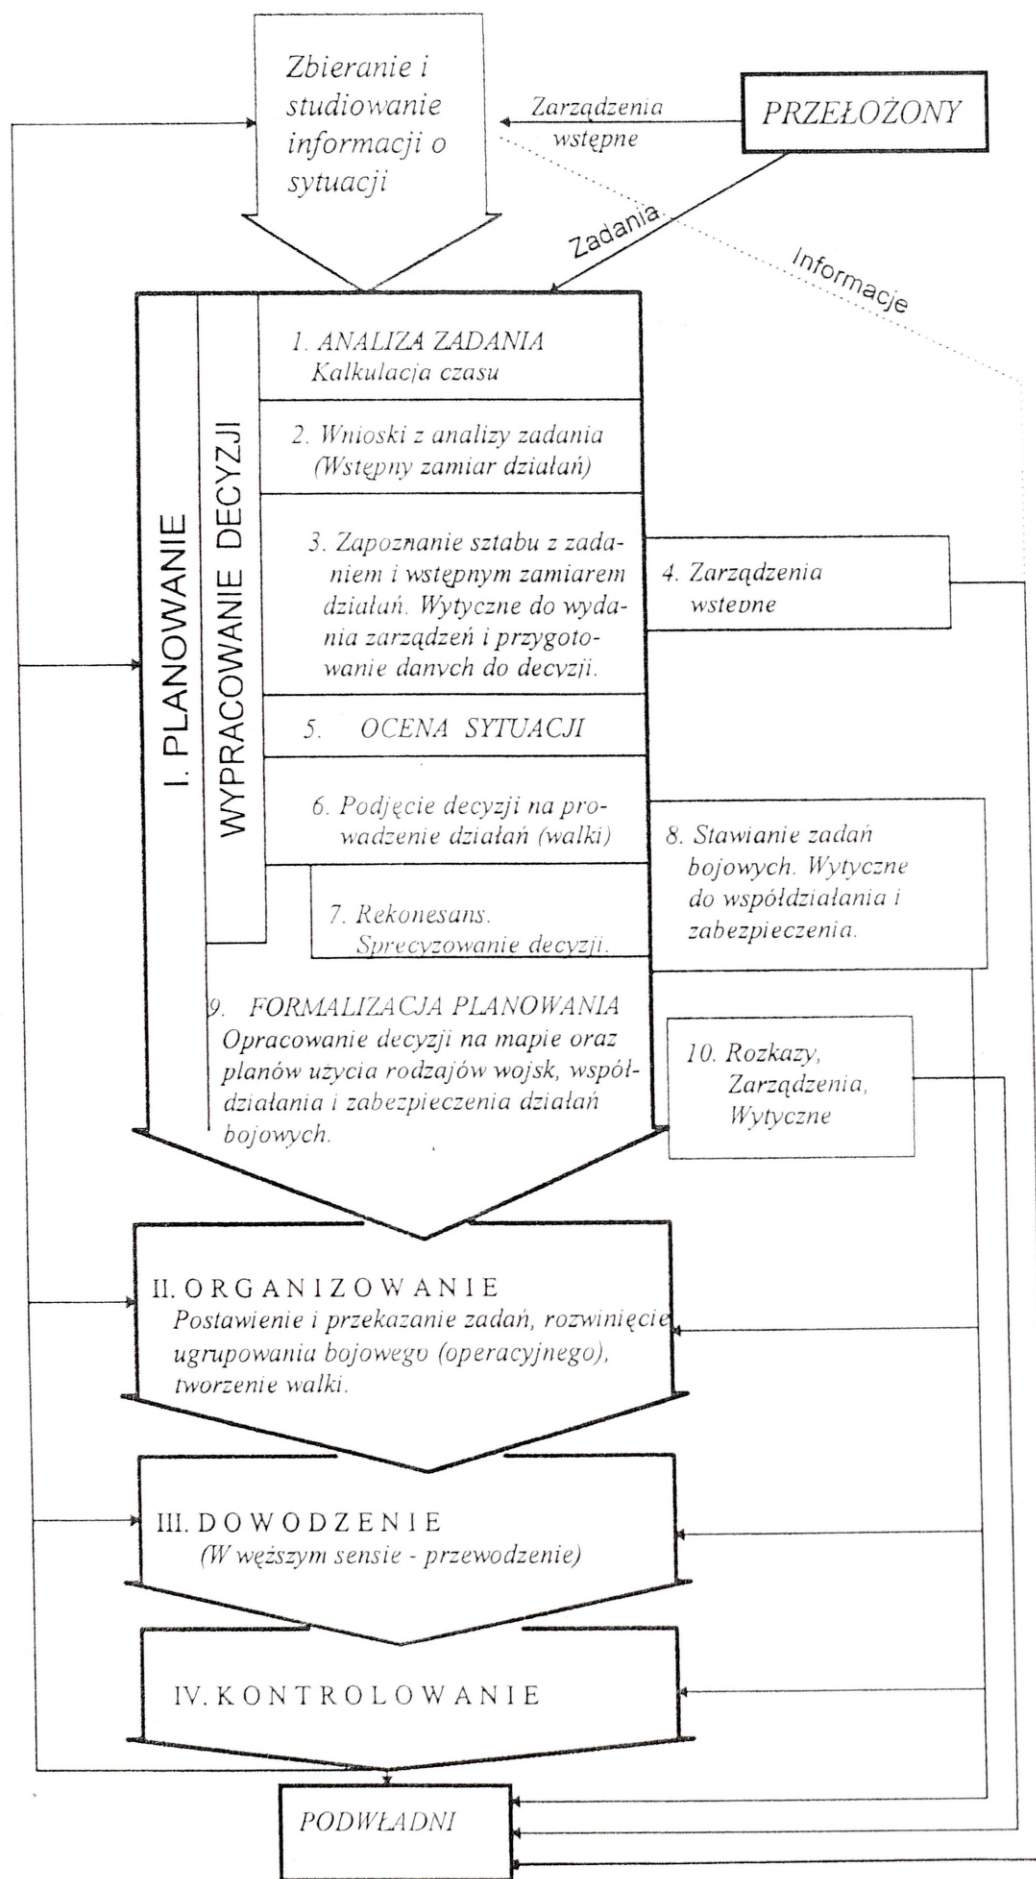 Zbieranie i
studiowanie
informacji o
sytuacji
Zarządzenia
wstępne
PRZEŁOŻONY
Zadania
Informacje
I. PLANOWANIE
WYPRACOWANIE DECYZJI
1. ANALIZA ZADANIA
Kalkulacja czasu
2. Wnioski z analizy zadania
(Wstępny zamiar działań)
3. Zapoznanie sztabu z zada-
niem i wstępnym zamiarem
działań. Wytyczne do wyda-
nia zarządzeń i przygoto-
wanie danych do decyzji.
4. Zarządzenia
wstępne
5. OCENA SYTUACJI
6. Podjęcie decyzji na pro-
wadzenie działań (walki)
7. Rekonesans.
Sprecyzowanie decyzji.
8. Stawianie zadań
bojowych. Wytyczne
do współdziałania i
zabezpieczenia.
9. FORMALIZACJA PLANOWANIA
Opracowanie decyzji na mapie oraz
planów użycia rodzajów wojsk, współ-
działania i zabezpieczenia działań
bojowych.
10. Rozkazy,
Zarządzenia,
Wytyczne
II. ORGANIZOWANIE
Postawienie i przekazanie zadań, rozwinięcie
ugrupowania bojowego (operacyjnego),
tworzenie walki.
III. DOWODZENIE
(W węższym sensie - przewodzenie)
IV. KONTROLOWANIE
PODWŁADNI